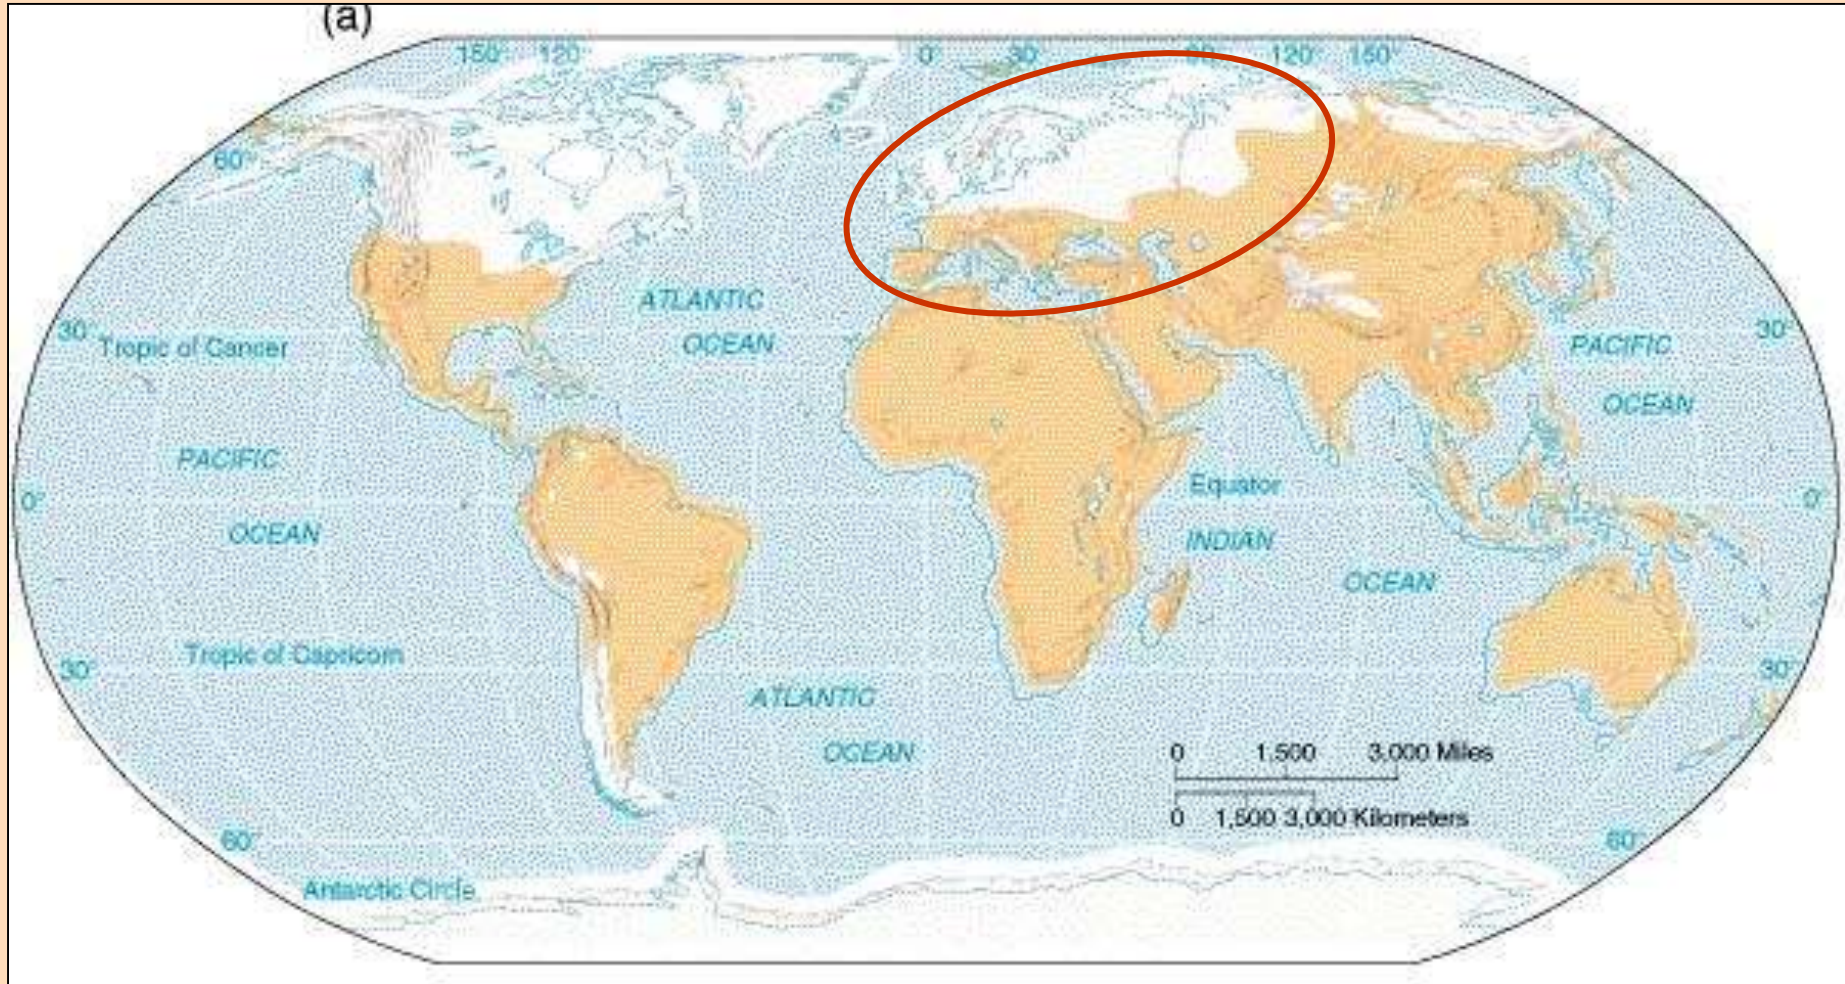 (a)
150° 120° 0° 30° 90° 120° 150°
60°
ATLANTIC
OCEAN
30° Tropic of Cancer
PACIFIC
OCEAN
30°
PACIFIC
OCEAN
0°
Equator
INDIAN
OCEAN
0°
30°
Tropic of Capricorn
ATLANTIC
OCEAN
30°
0 1,500 3,000 Miles
0 1,500 3,000 Kilometers
60°
60°
Antarctic Circle